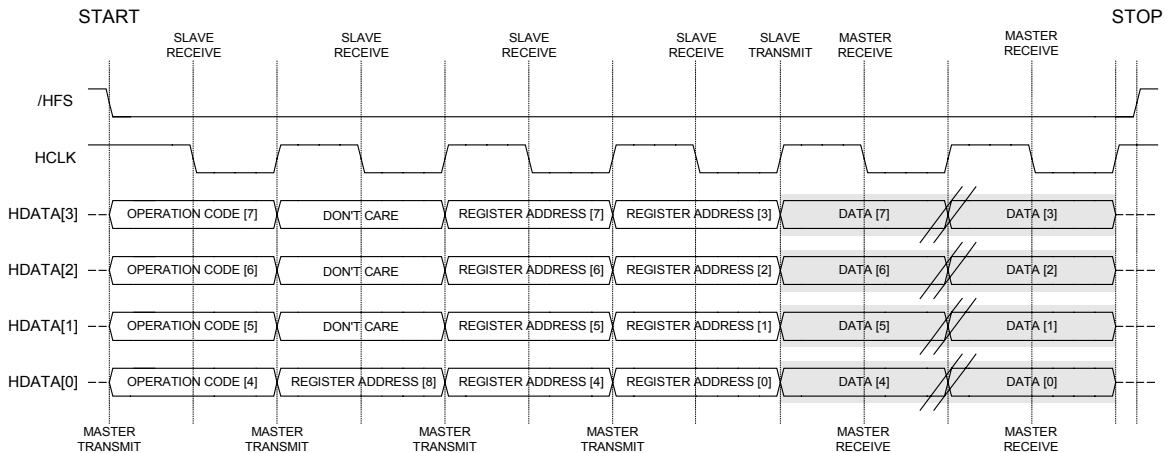 START STOP
SLAVE RECEIVE SLAVE RECEIVE SLAVE RECEIVE SLAVE RECEIVE SLAVE TRANSMIT MASTER RECEIVE MASTER RECEIVE
/HFS
HCLK
HDATA[3] OPERATION CODE [7] DON'T CARE REGISTER ADDRESS [7] REGISTER ADDRESS [3] DATA [7] DATA [3]
HDATA[2] OPERATION CODE [6] DON'T CARE REGISTER ADDRESS [6] REGISTER ADDRESS [2] DATA [6] DATA [2]
HDATA[1] OPERATION CODE [5] DON'T CARE REGISTER ADDRESS [5] REGISTER ADDRESS [1] DATA [5] DATA [1]
HDATA[0] OPERATION CODE [4] REGISTER ADDRESS [8] REGISTER ADDRESS [4] REGISTER ADDRESS [0] DATA [4] DATA [0]
MASTER TRANSMIT MASTER TRANSMIT MASTER TRANSMIT MASTER TRANSMIT MASTER RECEIVE MASTER RECEIVE